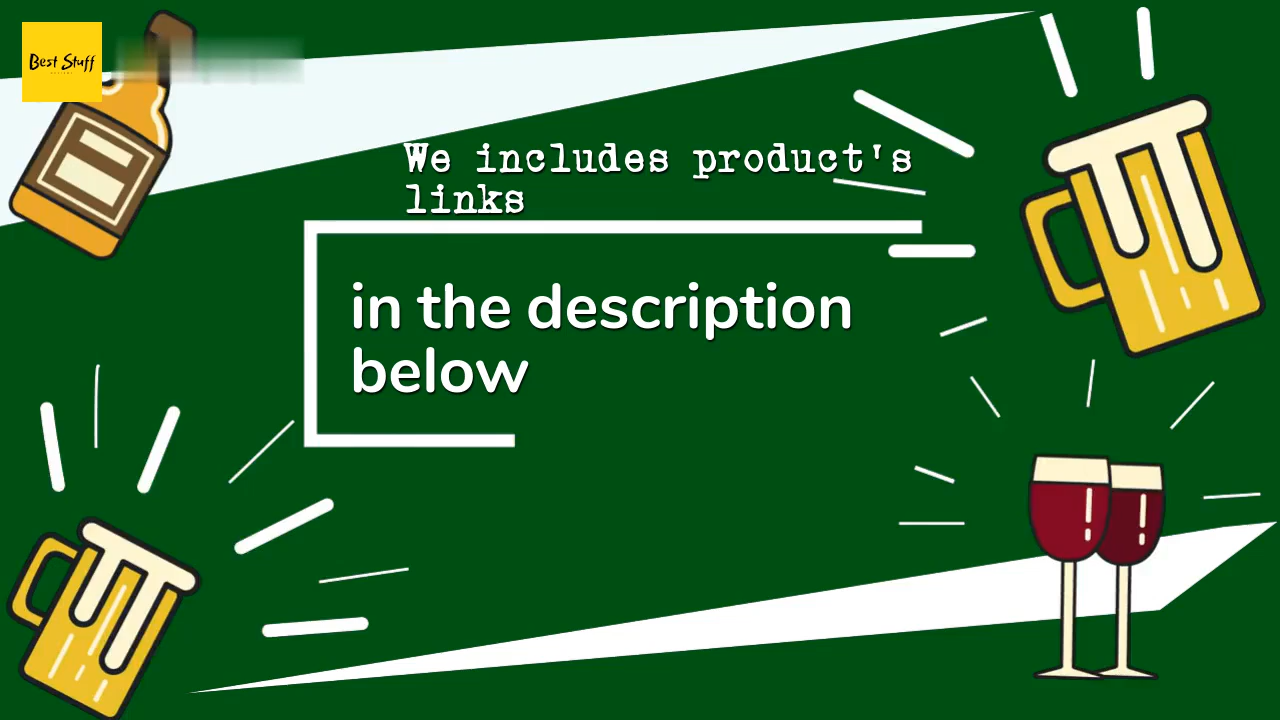 Best Stuff
We includes product's
links
in the description
below